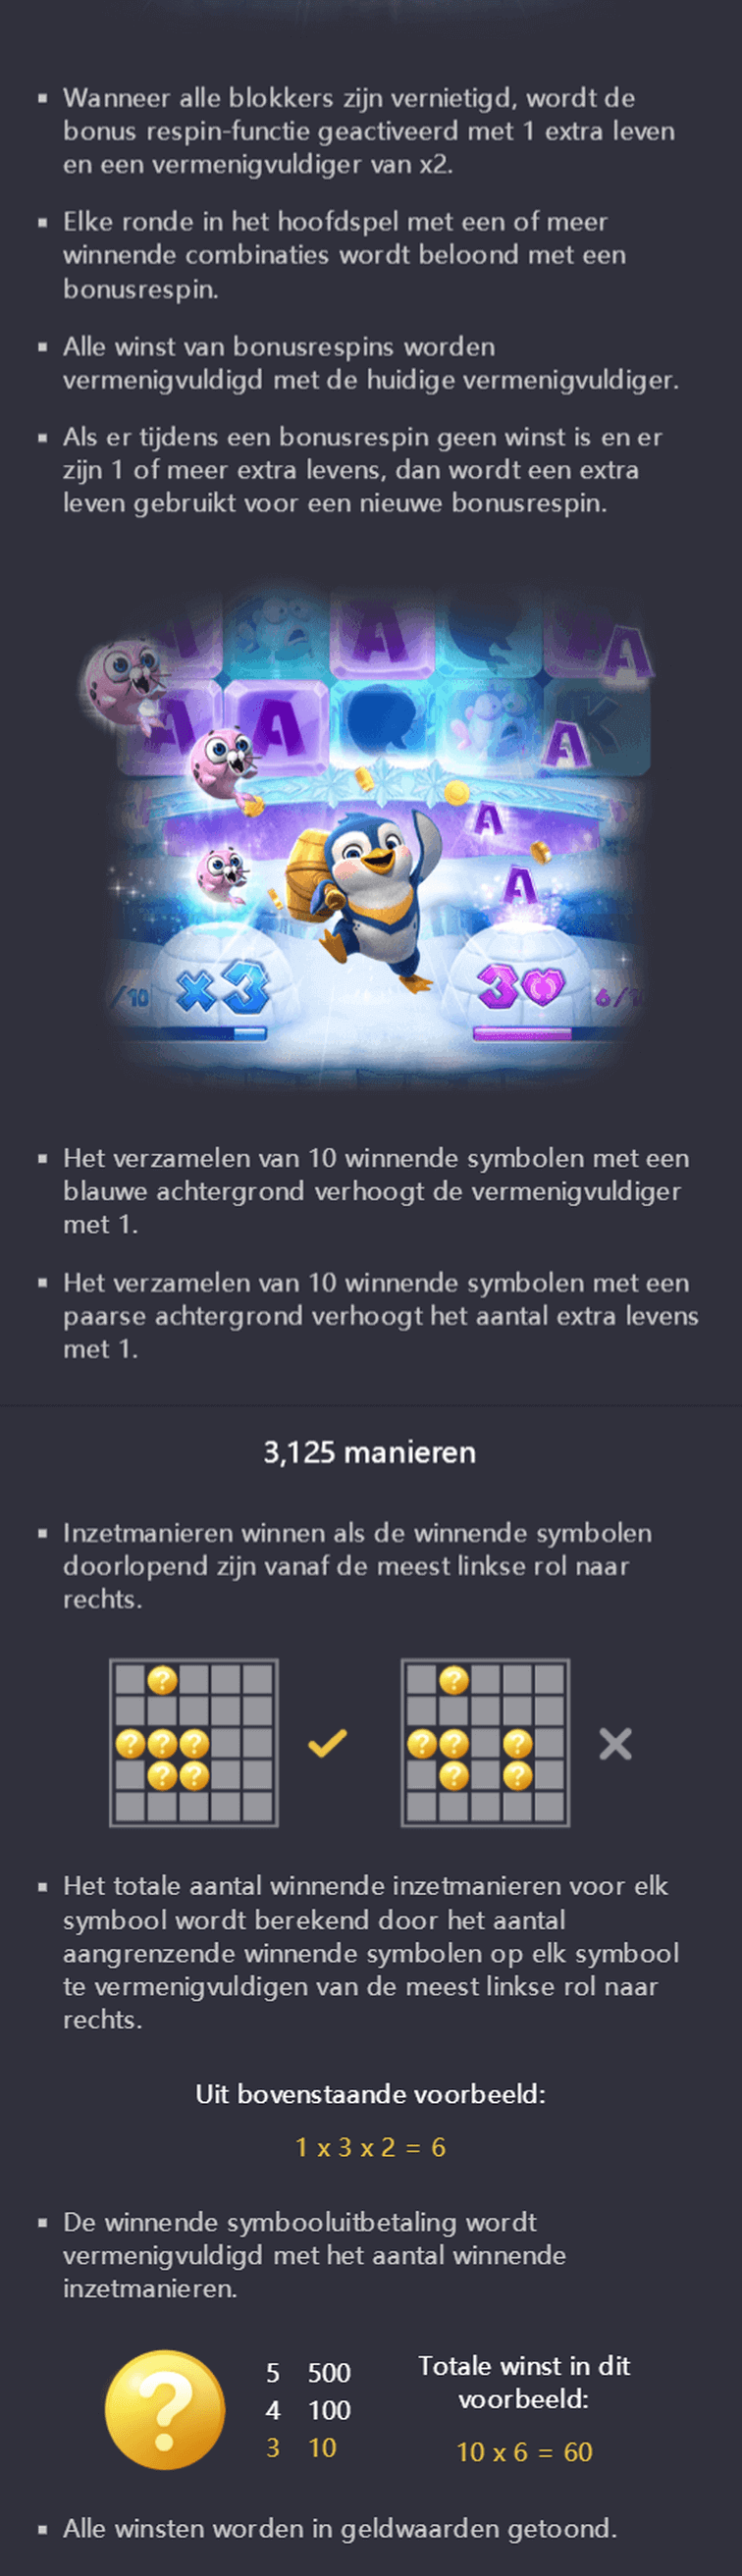 Wanneer alle blokkers zijn vernietigd, wordt de
bonus respin-functie geactiveerd met 1 extra leven
en een vermenigvuldiger van x2.
Elke ronde in het hoofdspel met een of meer
winnende combinaties wordt beloond met een
bonusrespin.
Alle winst van bonusrespins worden
vermenigvuldigd met de huidige vermenigvuldiger.
Als er tijdens een bonusrespin geen winst is en er
zijn 1 of meer extra levens, dan wordt een extra
leven gebruikt voor een nieuwe bonusrespin.
A A
A A K A
A
A
/10 x3 3 6/1
Het verzamelen van 10 winnende symbolen met een
blauwe achtergrond verhoogt de vermenigvuldiger
met 1.
Het verzamelen van 10 winnende symbolen met een
paarse achtergrond verhoogt het aantal extra levens
met 1.
3,125 manieren
Inzetmanieren winnen als de winnende symbolen
doorlopend zijn vanaf de meest linkse rol naar
rechts.
? ?
? ? ? ? ? ?
? ? ? ?
Het totale aantal winnende inzetmanieren voor elk
symbool wordt berekend door het aantal
aangrenzende winnende symbolen op elk symbool
te vermenigvuldigen van de meest linkse rol naar
rechts.
Uit bovenstaande voorbeeld:
1 x 3 x 2 = 6
De winnende symbooluitbetaling wordt
vermenigvuldigd met het aantal winnende
inzetmanieren.
?
5 500
4 100
3 10
Totale winst in dit
voorbeeld:
10 x 6 = 60
Alle winsten worden in geldwaarden getoond.